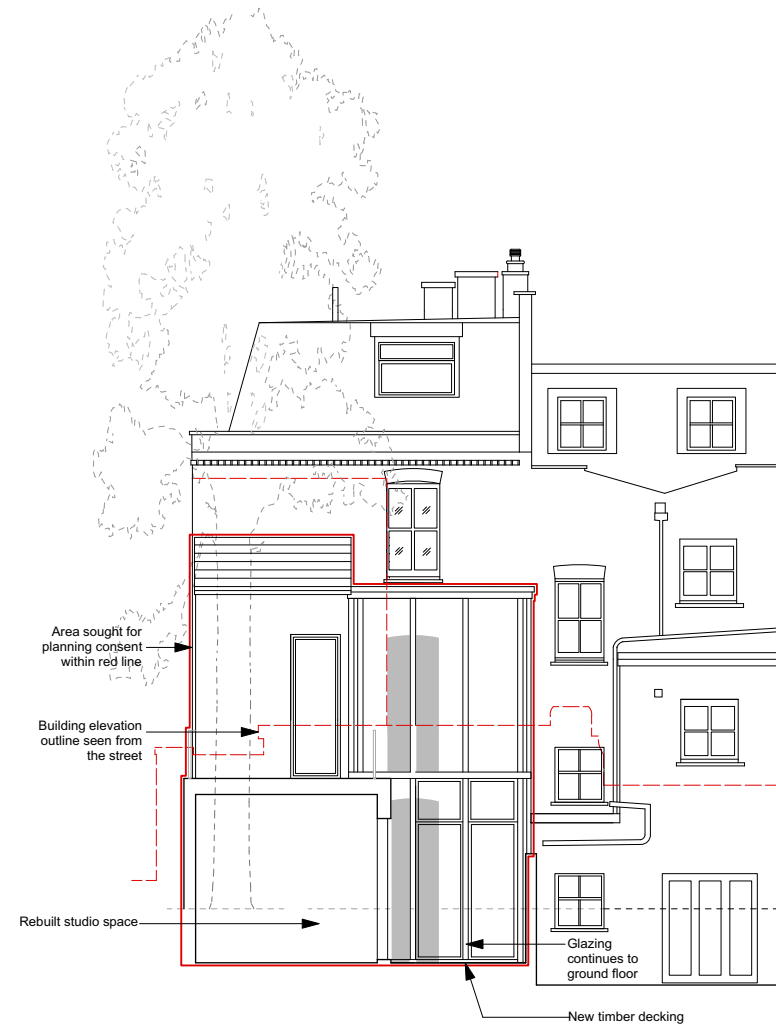 Area sought for
planning consent
within red line
Building elevation
outline seen from
the street
Rebuilt studio space
Glazing
continues to
ground floor
New timber decking